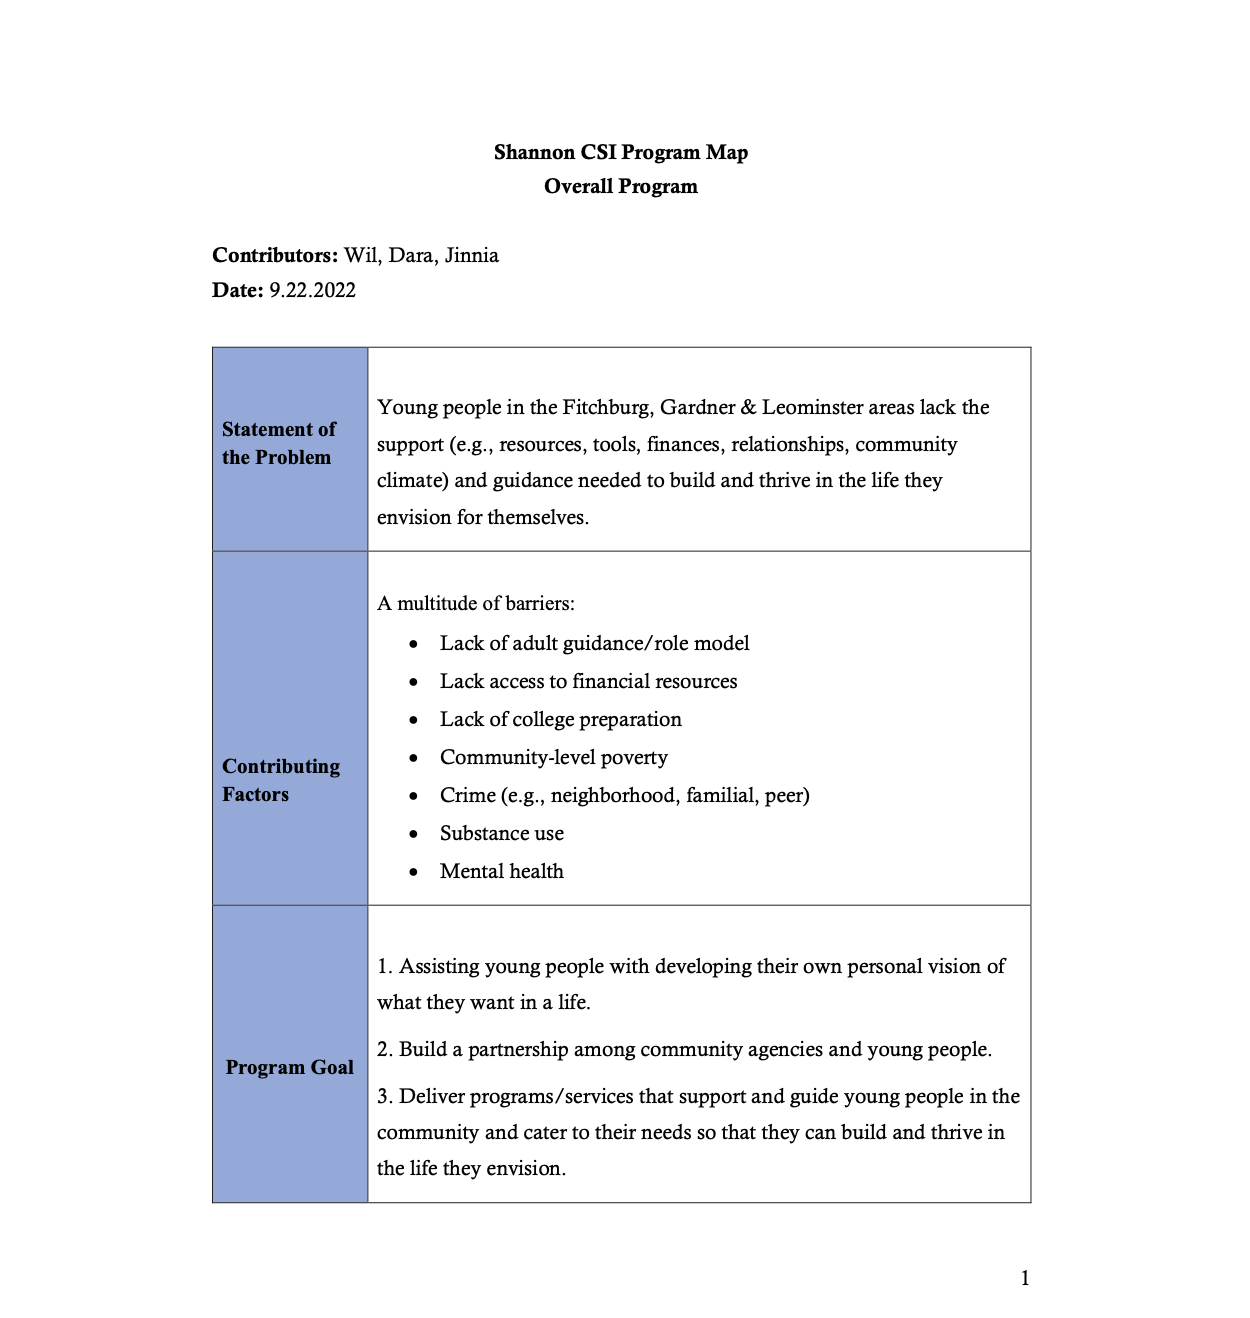 Shannon CSI Program Map
Overall Program
Contributors: Wil, Dara, Jinnia
Date: 9.22.2022
Statement of
the Problem
Young people in the Fitchburg, Gardner & Leominster areas lack the
support (e.g., resources, tools, finances, relationships, community
climate) and guidance needed to build and thrive in the life they
envision for themselves.
Contributing
Factors
A multitude of barriers:
• Lack of adult guidance/role model
• Lack access to financial resources
• Lack of college preparation
• Community-level poverty
• Crime (e.g., neighborhood, familial, peer)
• Substance use
• Mental health
Program Goal
1. Assisting young people with developing their own personal vision of
what they want in a life.
2. Build a partnership among community agencies and young people.
3. Deliver programs/services that support and guide young people in the
community and cater to their needs so that they can build and thrive in
the life they envision.
1